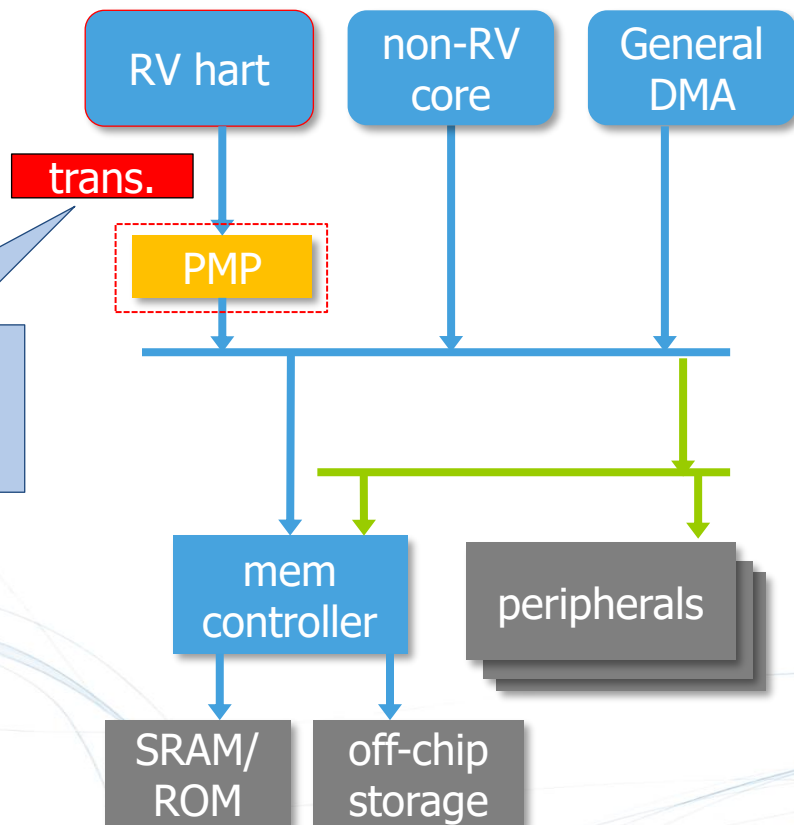 RV hart
non-RV
core
General
DMA
trans.
PMP
mem
controller
peripherals
SRAM/
ROM
off-chip
storage